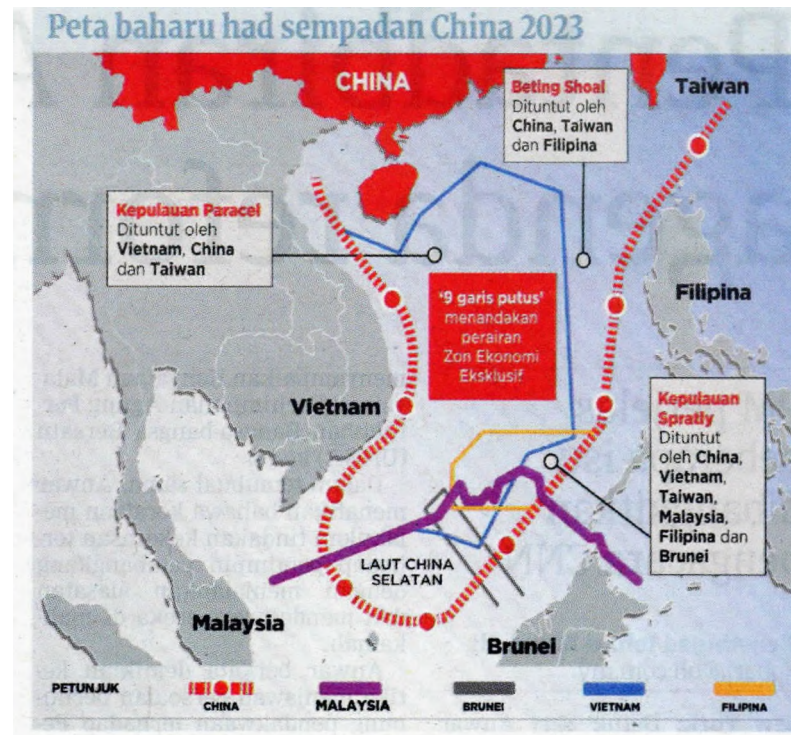 Peta baharu had sempadan China 2023
CHINA
Beting Shoal
Dituntut oleh
China, Taiwan
dan Filipina
Taiwan
Kepulauan Paracel
Dituntut oleh
Vietnam, China
dan Taiwan
'9 garis putus'
menandakan
perairan
Zon Ekonomi
Eksklusif
Filipina
Vietnam
Kepulauan
Spratly
Dituntut
oleh China,
Vietnam,
Taiwan,
Malaysia,
Filipina dan
Brunei
LAUT CHINA
SELATAN
Malaysia
Brunei
PETUNJUK
CHINA
MALAYSIA
BRUNEI
VIETNAM
FILIPINA